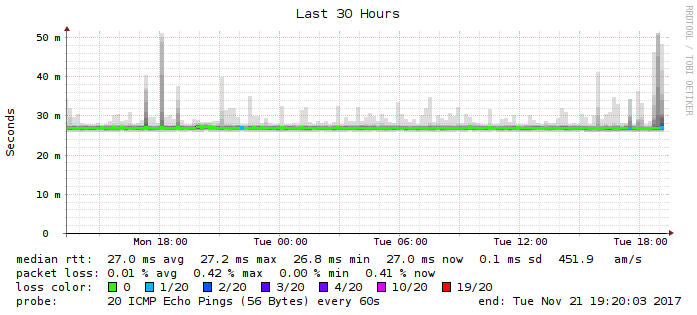 Last 30 Hours
RRDTOOL / TOBI OETIKER
Seconds
50 m
40 m
30 m
20 m
10 m
0
Mon 18:00 Tue 00:00 Tue 06:00 Tue 12:00 Tue 18:00
median rtt: 27.0 ms avg 27.2 ms max 26.8 ms min 27.0 ms now 0.1 ms sd 451.9 am/s
packet loss: 0.01 % avg 0.42 % max 0.00 % min 0.41 % now
loss color: 0 1/20 2/20 3/20 4/20 10/20 19/20
probe: 20 ICMP Echo Pings (56 Bytes) every 60s end: Tue Nov 21 19:20:03 2017